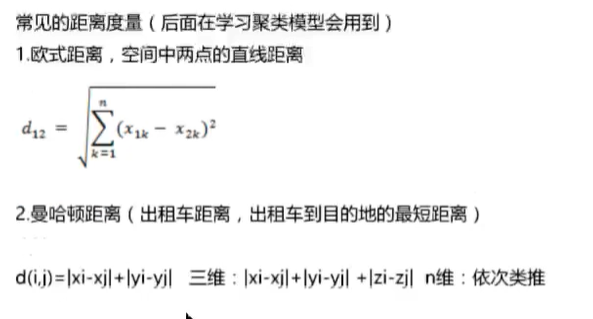 常见的距离度量（后面在学习聚类模型会用到）
1.欧式距离，空间中两点的直线距离
d₁₂ = √(∑ₖ₌₁ⁿ (x₁ₖ − x₂ₖ)²)
2.曼哈顿距离（出租车距离，出租车到目的地的最短距离）
d(i,j)=|xi-xj|+|yi-yj| 三维：|xi-xj|+|yi-yj| +|zi-zj| n维：依次类推